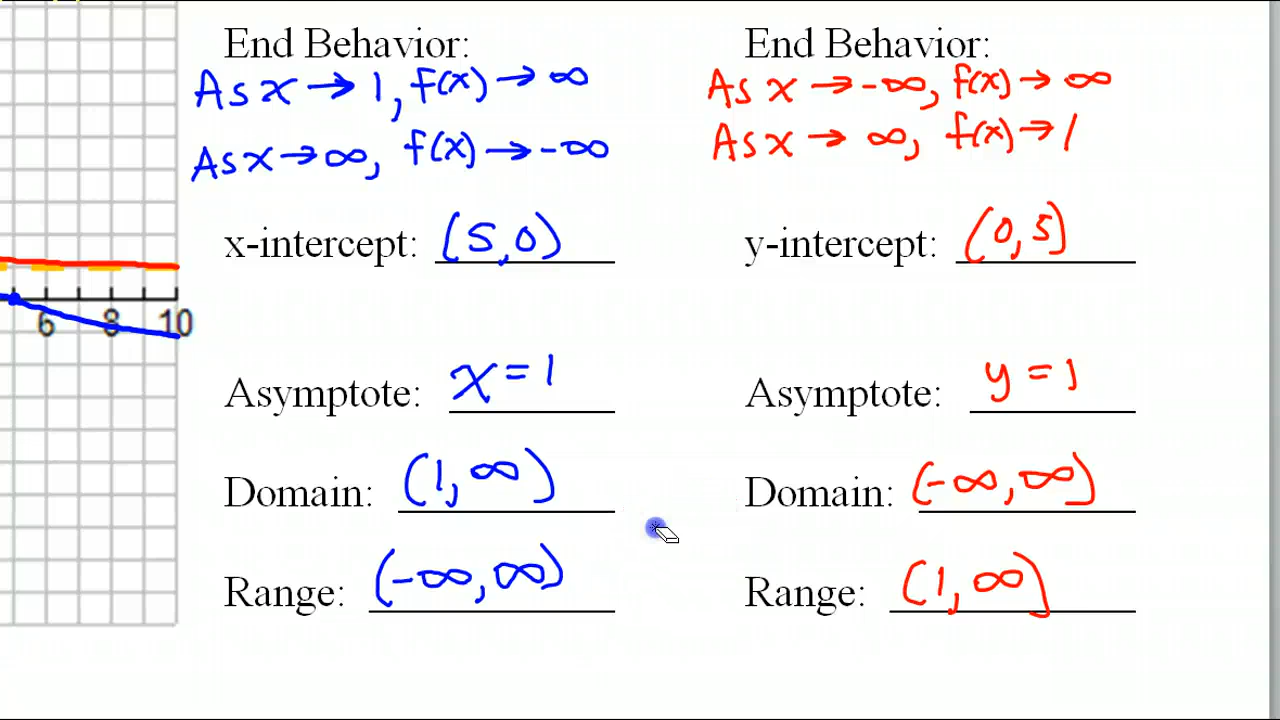 End Behavior:
As x → 1, f(x) → ∞
As x → ∞, f(x) → -∞
x-intercept: (5,0)
Asymptote: x = 1
Domain: (1, ∞)
Range: (-∞, ∞)
End Behavior:
As x → -∞, f(x) → ∞
As x → ∞, f(x) → 1
y-intercept: (0,5)
Asymptote: y = 1
Domain: (-∞, ∞)
Range: (1, ∞)
6 8 10